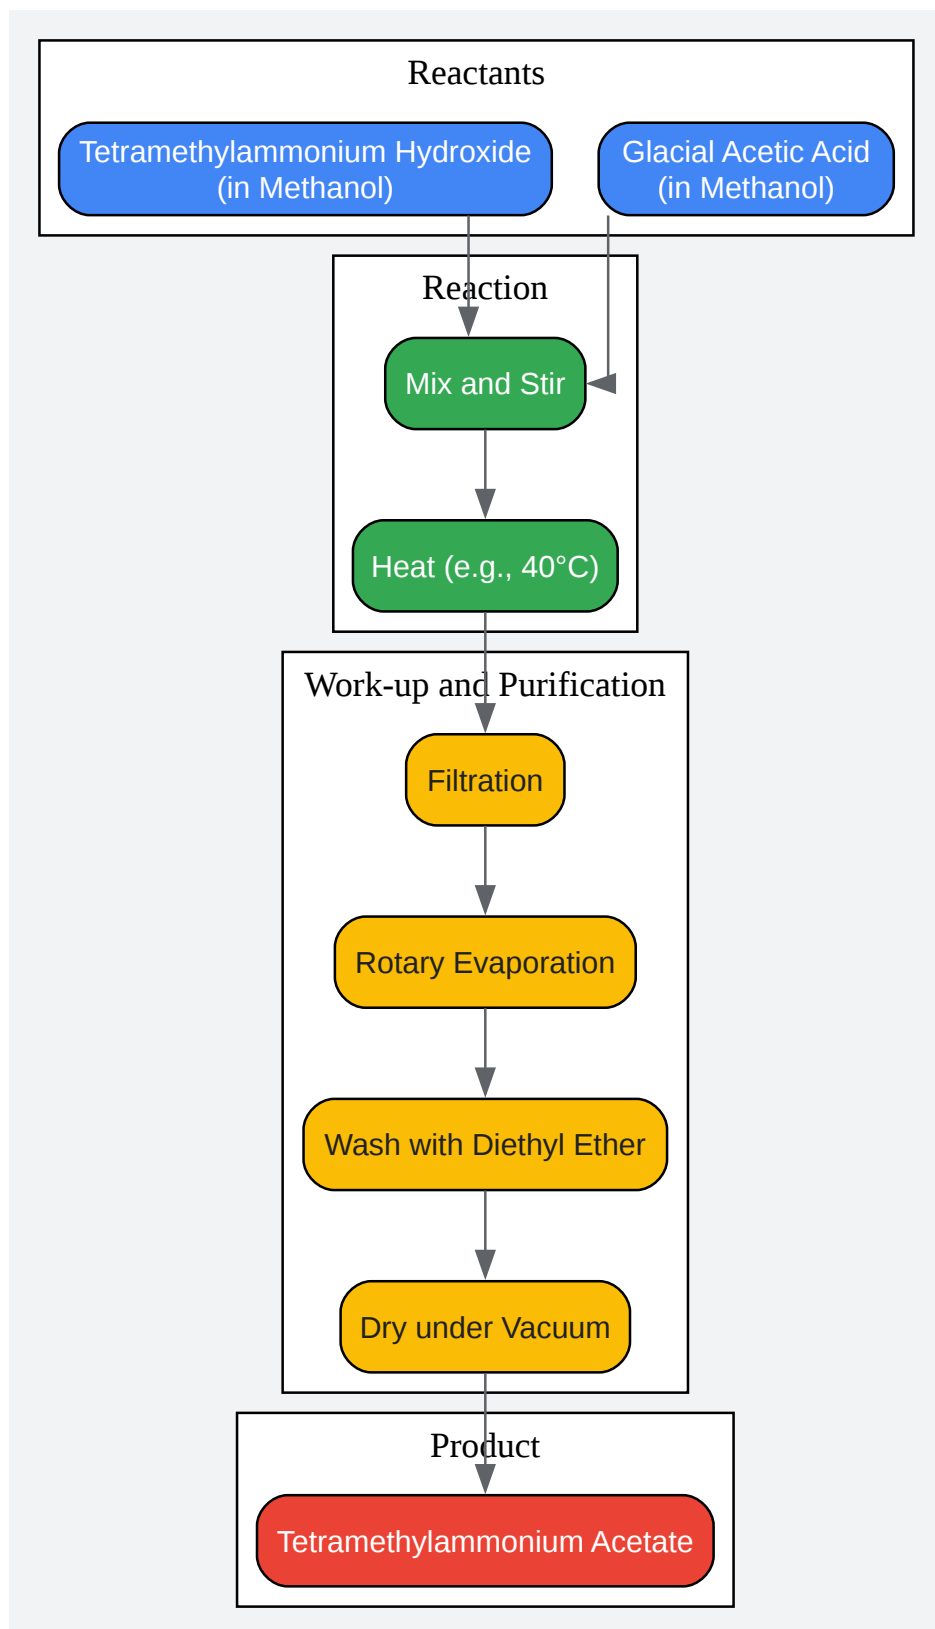 Reactants
Tetramethylammonium Hydroxide
(in Methanol)
Glacial Acetic Acid
(in Methanol)
Reaction
Mix and Stir
Heat (e.g., 40°C)
Work-up and Purification
Filtration
Rotary Evaporation
Wash with Diethyl Ether
Dry under Vacuum
Product
Tetramethylammonium Acetate